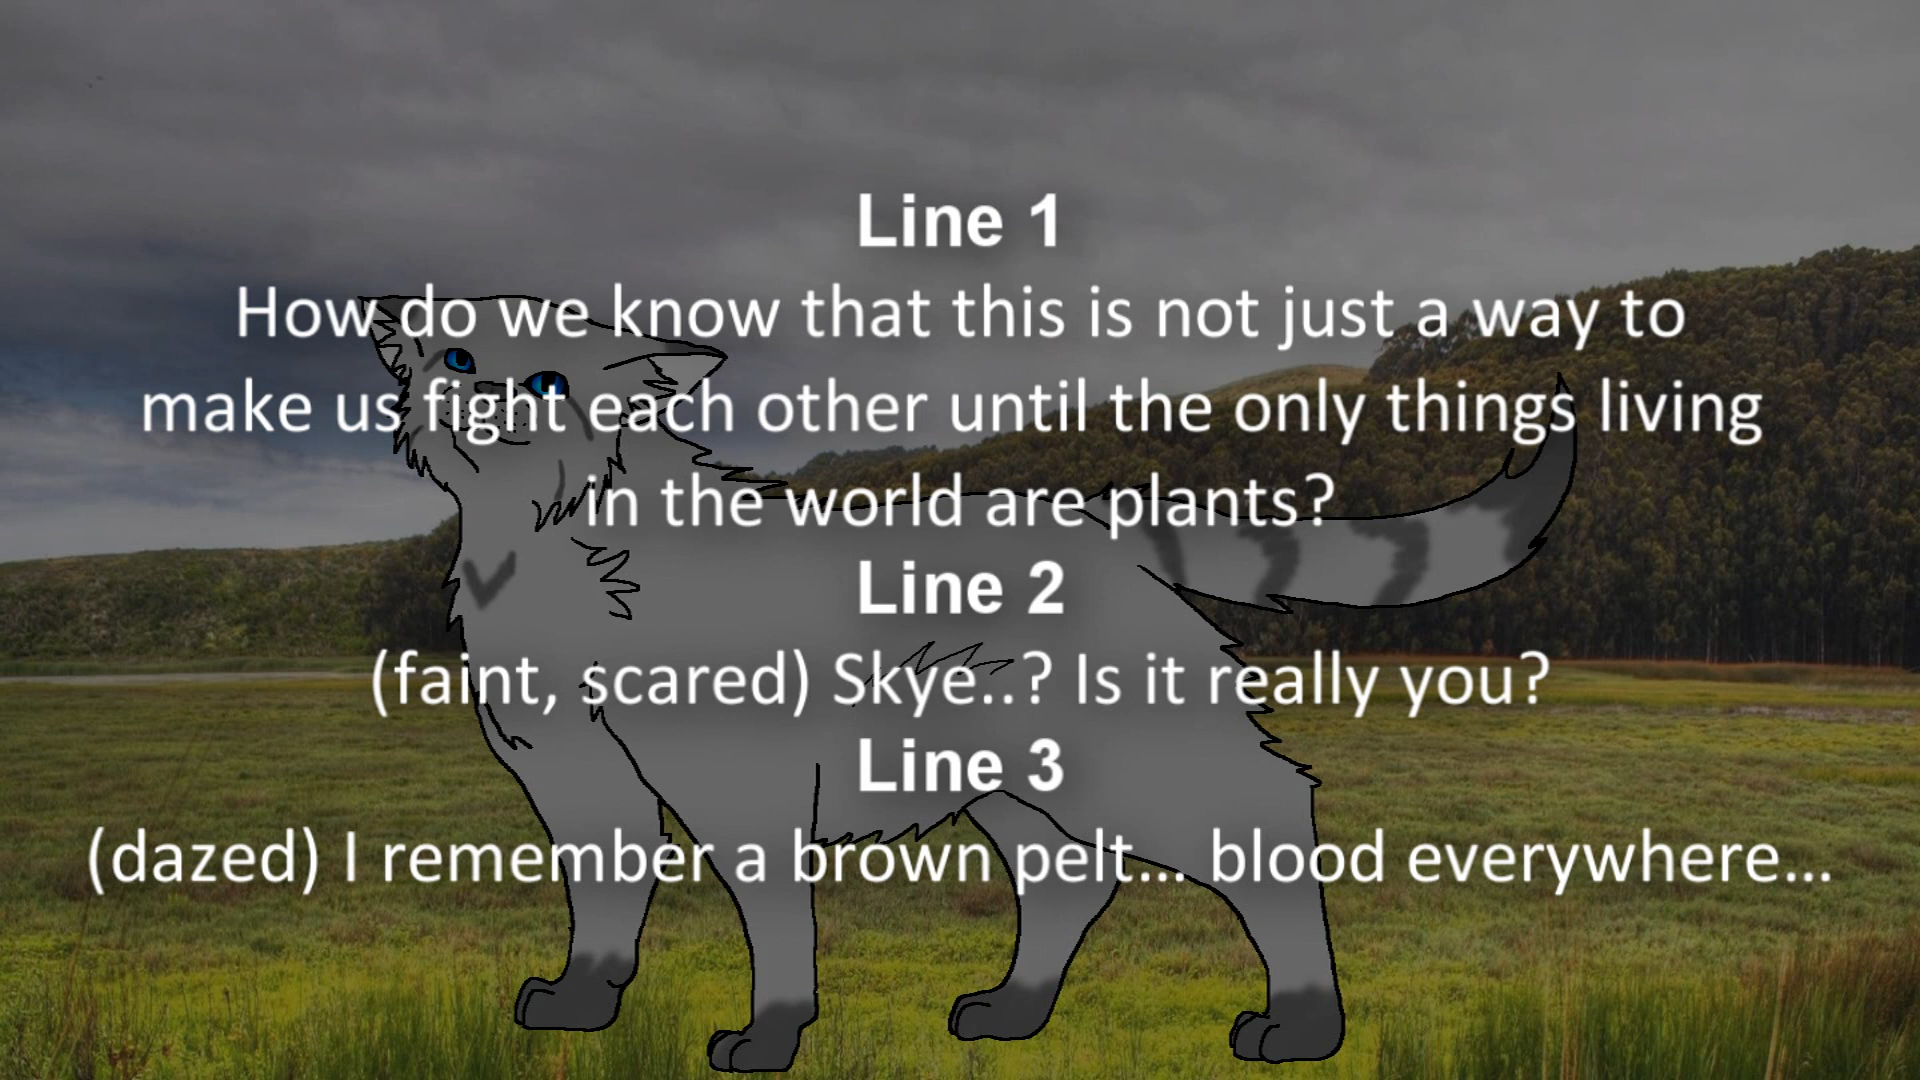 Line 1
How do we know that this is not just a way to
make us fight each other until the only things living
in the world are plants?
Line 2
(faint, scared) Skye..? Is it really you?
Line 3
(dazed) I remember a brown pelt... blood everywhere...